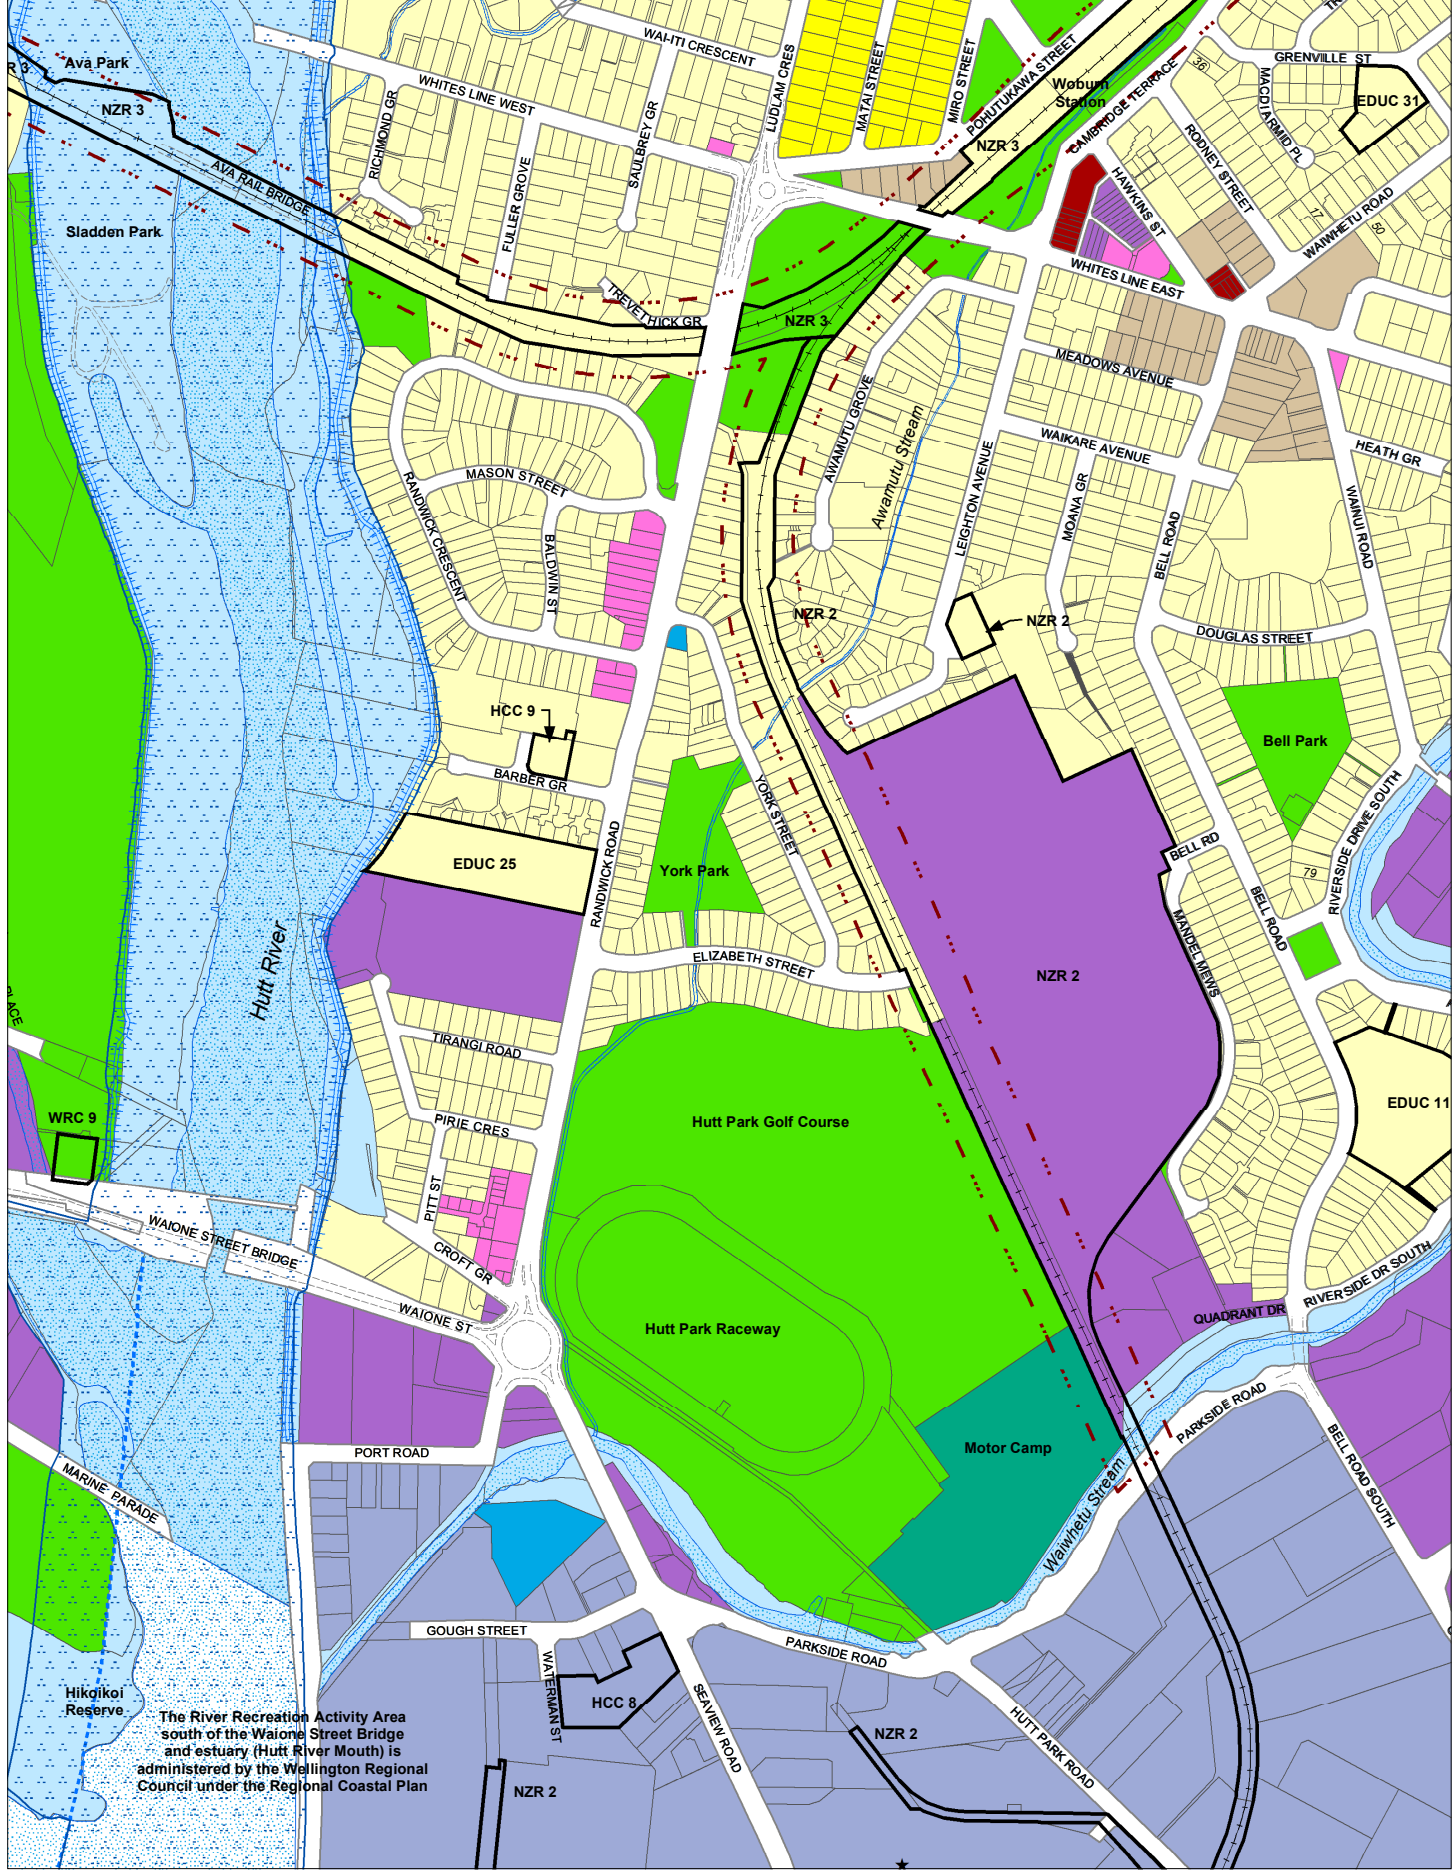 WAI-ITI CRESCENT
WHITES LINE WEST
RICHMOND GR
SAULBREY GR
FULLER GROVE
LUDLAM CRES
MATAI STREET
MIRO STREET
POHUTUKAWA STREET
Woburn
Station
CAMBRIDGE TERRACE
36
GRENVILLE ST
MACDIARMID PL
EDUC 31
RODNEY STREET
HAWKINS ST
17
50
WAIWHETU ROAD
Ava Park
NZR 3
R 3
AVA RAIL BRIDGE
Sladden Park
NZR 3
TREVETHICK GR
NZR 3
WHITES LINE EAST
MEADOWS AVENUE
WAIKARE AVENUE
AWAMUTU GROVE
Awamutu Stream
LEIGHTON AVENUE
MOANA GR
BELL ROAD
HEATH GR
WAINUI ROAD
MASON STREET
RANDWICK CRESCENT
BALDWIN ST
NZR 2
NZR 2
DOUGLAS STREET
Bell Park
HCC 9
BARBER GR
EDUC 25
RANDWICK ROAD
YORK STREET
York Park
ELIZABETH STREET
BELL RD
MANDEL MEWS
BELL ROAD
79
RIVERSIDE DRIVE SOUTH
NZR 2
Hutt River
PLACE
TIRANGI ROAD
PIRIE CRES
PITT ST
CROFT GR
WRC 9
WAIONE STREET BRIDGE
WAIONE ST
Hutt Park Golf Course
Hutt Park Raceway
EDUC 11
RIVERSIDE DR SOUTH
QUADRANT DR
Motor Camp
Waiwhetu Stream
PARKSIDE ROAD
BELL ROAD SOUTH
PORT ROAD
MARINE PARADE
GOUGH STREET
WATERMAN ST
HCC 8
SEAVIEW ROAD
PARKSIDE ROAD
HUTT PARK ROAD
NZR 2
NZR 2
Hikoikoi
Reserve
The River Recreation Activity Area
south of the Waione Street Bridge
and estuary (Hutt River Mouth) is
administered by the Wellington Regional
Council under the Regional Coastal Plan